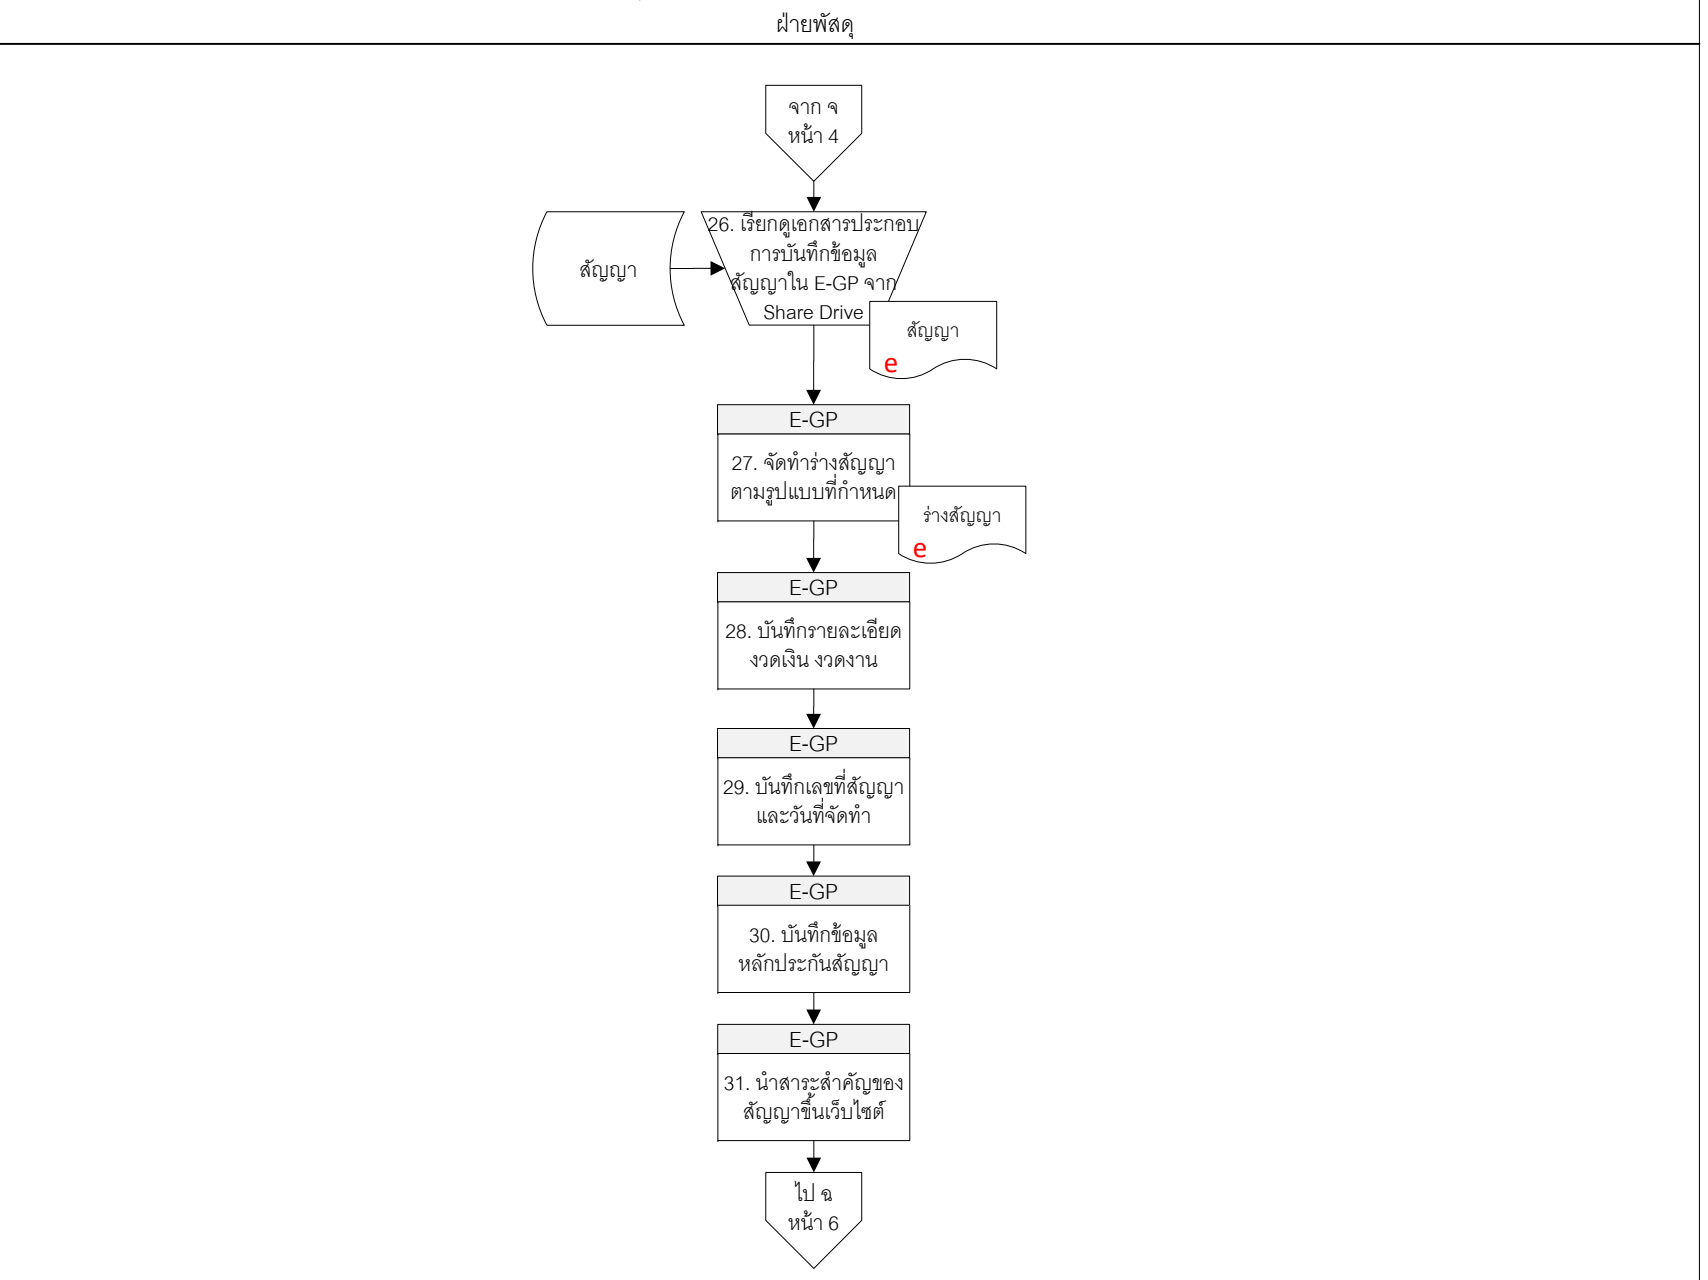 ฝ่ายพัสดุ
จาก จ
หน้า 4
สัญญา
26. เรียกดูเอกสารประกอบ
การบันทึกข้อมูล
สัญญาใน E-GP จาก
Share Drive
สัญญา
e
E-GP
27. จัดทำร่างสัญญา
ตามรูปแบบที่กำหนด
ร่างสัญญา
e
E-GP
28. บันทึกรายละเอียด
งวดเงิน งวดงาน
E-GP
29. บันทึกเลขที่สัญญา
และวันที่จัดทำ
E-GP
30. บันทึกข้อมูล
หลักประกันสัญญา
E-GP
31. นำสาระสำคัญของ
สัญญาขึ้นเว็บไซต์
ไป ฉ
หน้า 6